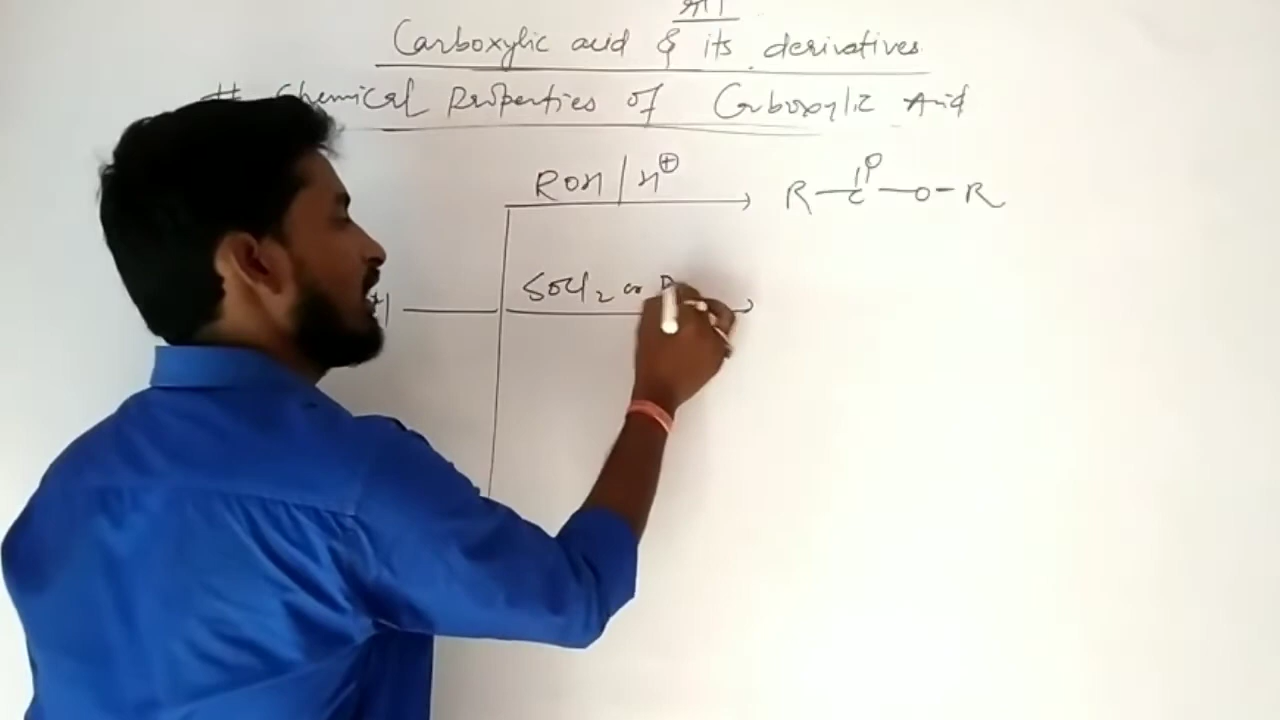 Carboxylic acid & its derivatives
# Chemical Properties of Carboxylic Acid
ROH / H⊕
R—C—O—R
O
SOCl₂ or P